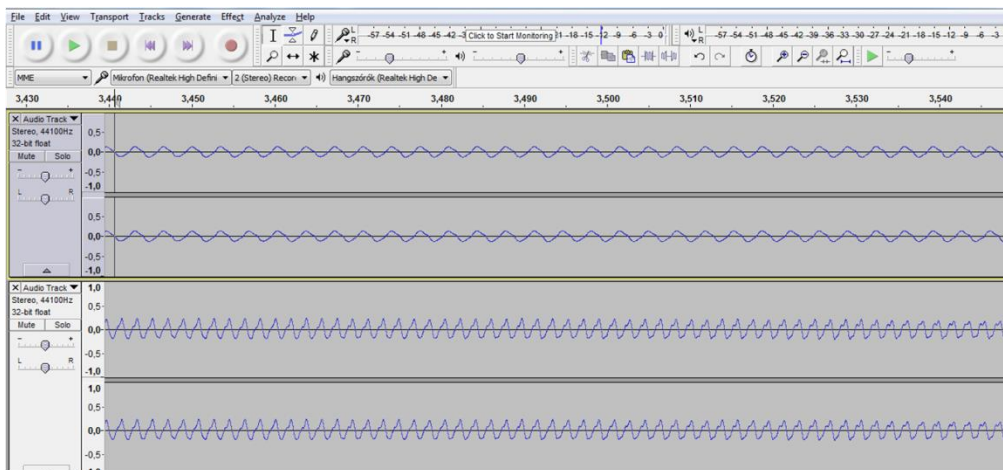 File Edit View Transport Tracks Generate Effect Analyze Help
L R -57 -54 -51 -48 -45 -42 -3 Click to Start Monitoring 1 -18 -15 -12 -9 -6 -3 0 L R -57 -54 -51 -48 -45 -42 -39 -36 -33 -30 -27 -24 -21 -18 -15 -12 -9 -6 -3
- + - + - +
MME Mikrofon (Realtek High Defini 2 (Stereo) Recor Hangszórók (Realtek High De
3,430 3,440 3,450 3,460 3,470 3,480 3,490 3,500 3,510 3,520 3,530 3,540
X Audio Track
Stereo, 44100Hz
32-bit float
Mute Solo
- +
L R
0,5
0,0
-0,5
-1,0
0,5
0,0
-0,5
-1,0
X Audio Track
Stereo, 44100Hz
32-bit float
Mute Solo
- +
L R
1,0
0,5
0,0
-0,5
-1,0
1,0
0,5
0,0
-0,5